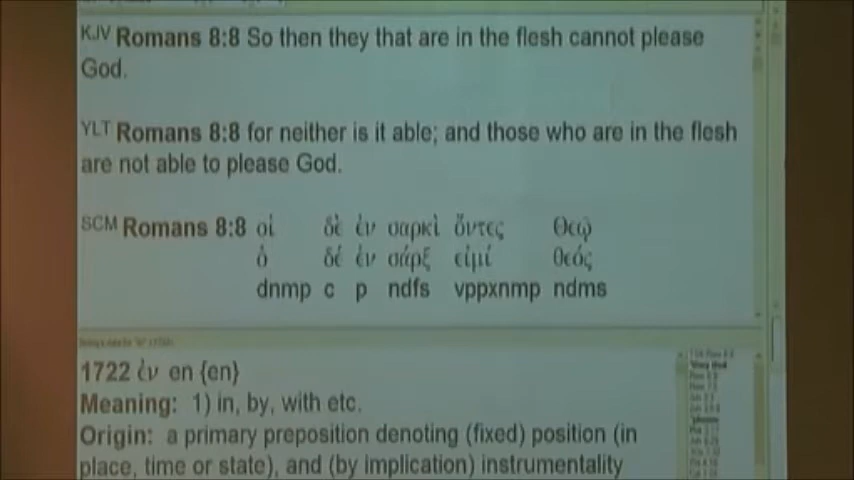 KJV Romans 8:8 So then they that are in the flesh cannot please
God.
YLT Romans 8:8 for neither is it able; and those who are in the flesh
are not able to please God.
SCM Romans 8:8 οἱ δὲ ἐν σαρκὶ ὄντες Θεῷ
ὁ δέ ἐν σάρξ εἰμί θεός
dnmp c p ndfs vppxnmp ndms
1722 ἐν en {en}
Meaning: 1) in, by, with etc.
Origin: a primary preposition denoting (fixed) position (in
place, time or state), and (by implication) instrumentality